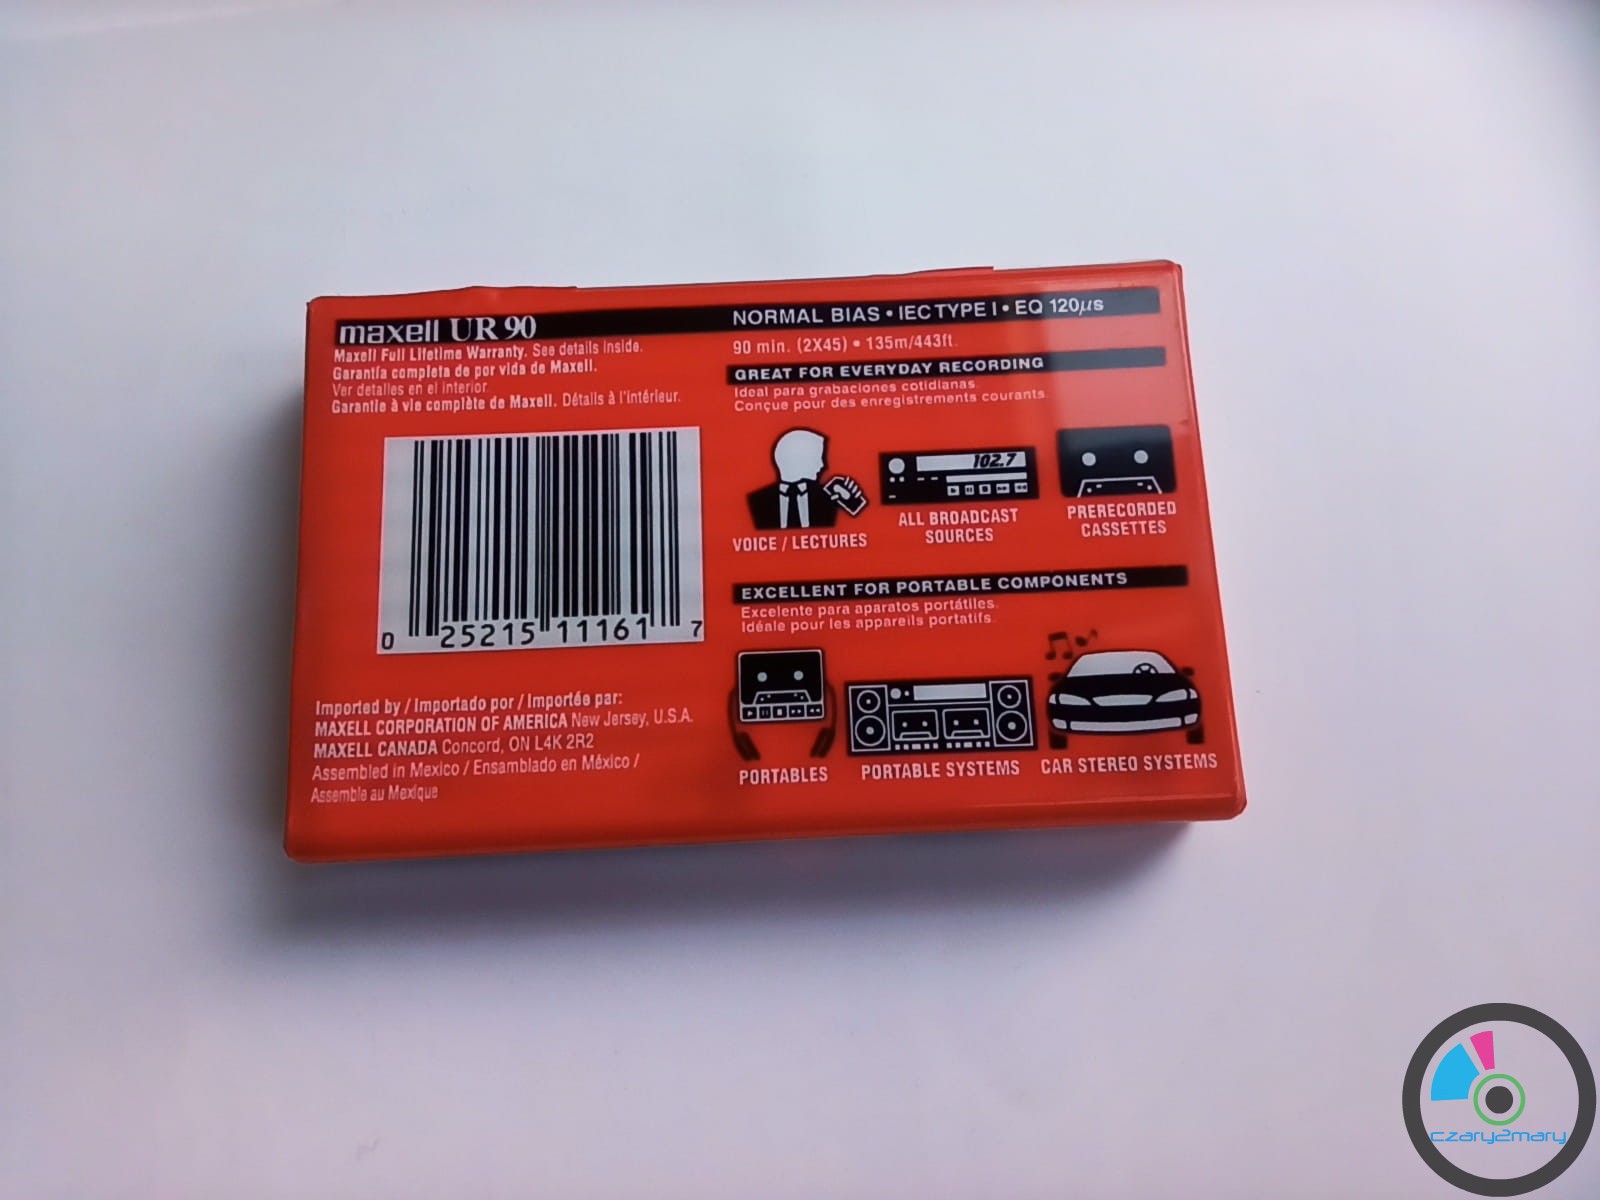 maxell UR 90
Maxell Full Lifetime Warranty. See details inside.
Garantía completa de por vida de Maxell.
Ver detalles en el interior.
Garantie à vie complète de Maxell. Détails à l'intérieur.
0 25215 11161 7
Imported by / Importado por / Importée par:
MAXELL CORPORATION OF AMERICA New Jersey, U.S.A.
MAXELL CANADA Concord, ON L4K 2R2
Assembled in Mexico / Ensamblado en México /
Assemble au Mexique
NORMAL BIAS • IEC TYPE I • EQ 120μs
90 min. (2X45) • 135m/443ft.
GREAT FOR EVERYDAY RECORDING
Ideal para grabaciones cotidianas.
Conçue pour des enregistrements courants.
102.7
VOICE / LECTURES
ALL BROADCAST
SOURCES
PRERECORDED
CASSETTES
EXCELLENT FOR PORTABLE COMPONENTS
Excelente para aparatos portátiles.
Idéale pour les appareils portatifs.
PORTABLES
PORTABLE SYSTEMS
CAR STEREO SYSTEMS
czary2mary